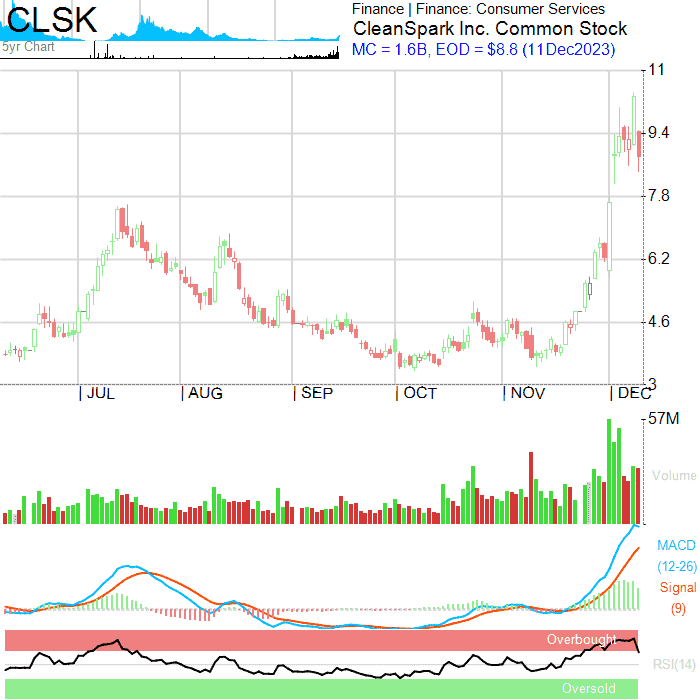 CLSK
5yr Chart
Finance | Finance: Consumer Services
CleanSpark Inc. Common Stock
MC = 1.6B, EOD = $8.8 (11Dec2023)
11
9.4
7.8
6.2
4.6
3
| JUL | AUG | SEP | OCT | NOV | DEC
57M
Volume
MACD
(12-26)
Signal
(9)
Overbought
RSI(14)
Oversold